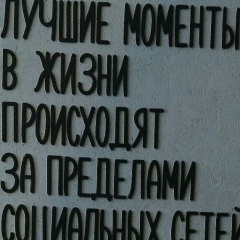 ЛУЧШИЕ МОМЕНТЫ
В ЖИЗНИ
ПРОИСХОДЯТ
ЗА ПРЕДЕЛАМИ
СОЦИАЛЬНЫХ СЕТЕЙ